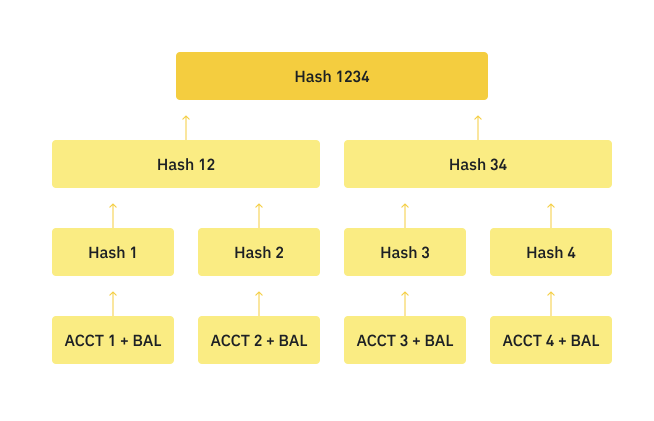 Hash 1234
Hash 12
Hash 34
Hash 1
Hash 2
Hash 3
Hash 4
ACCT 1 + BAL
ACCT 2 + BAL
ACCT 3 + BAL
ACCT 4 + BAL